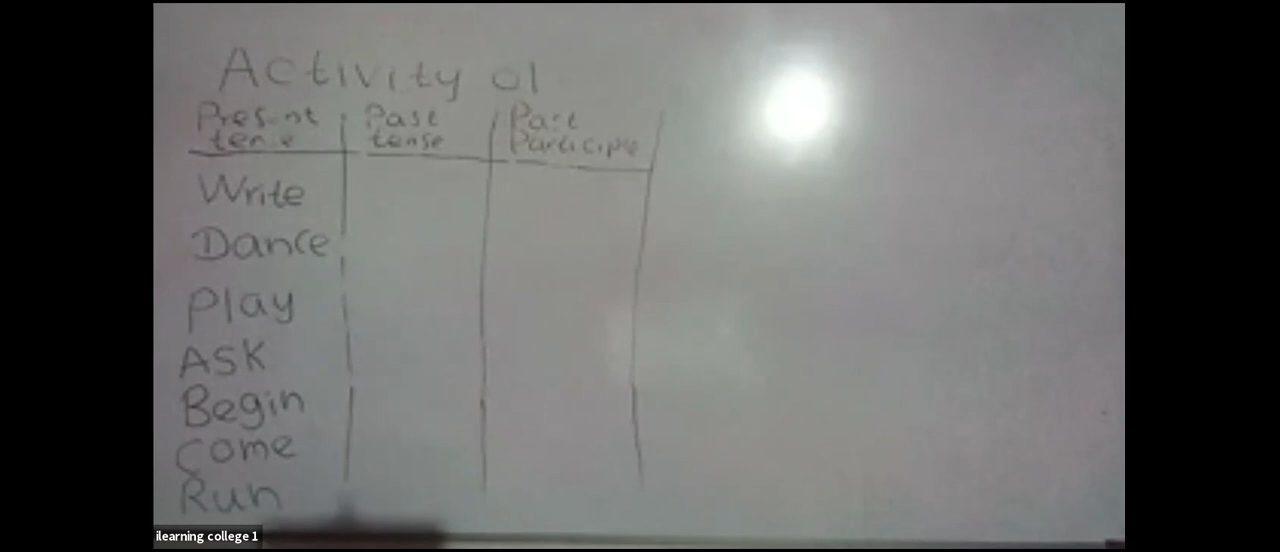 Activity 01
Present Past Past
tense tense Participle
Write
Dance
Play
ASK
Begin
Come
Run
ilearning college 1